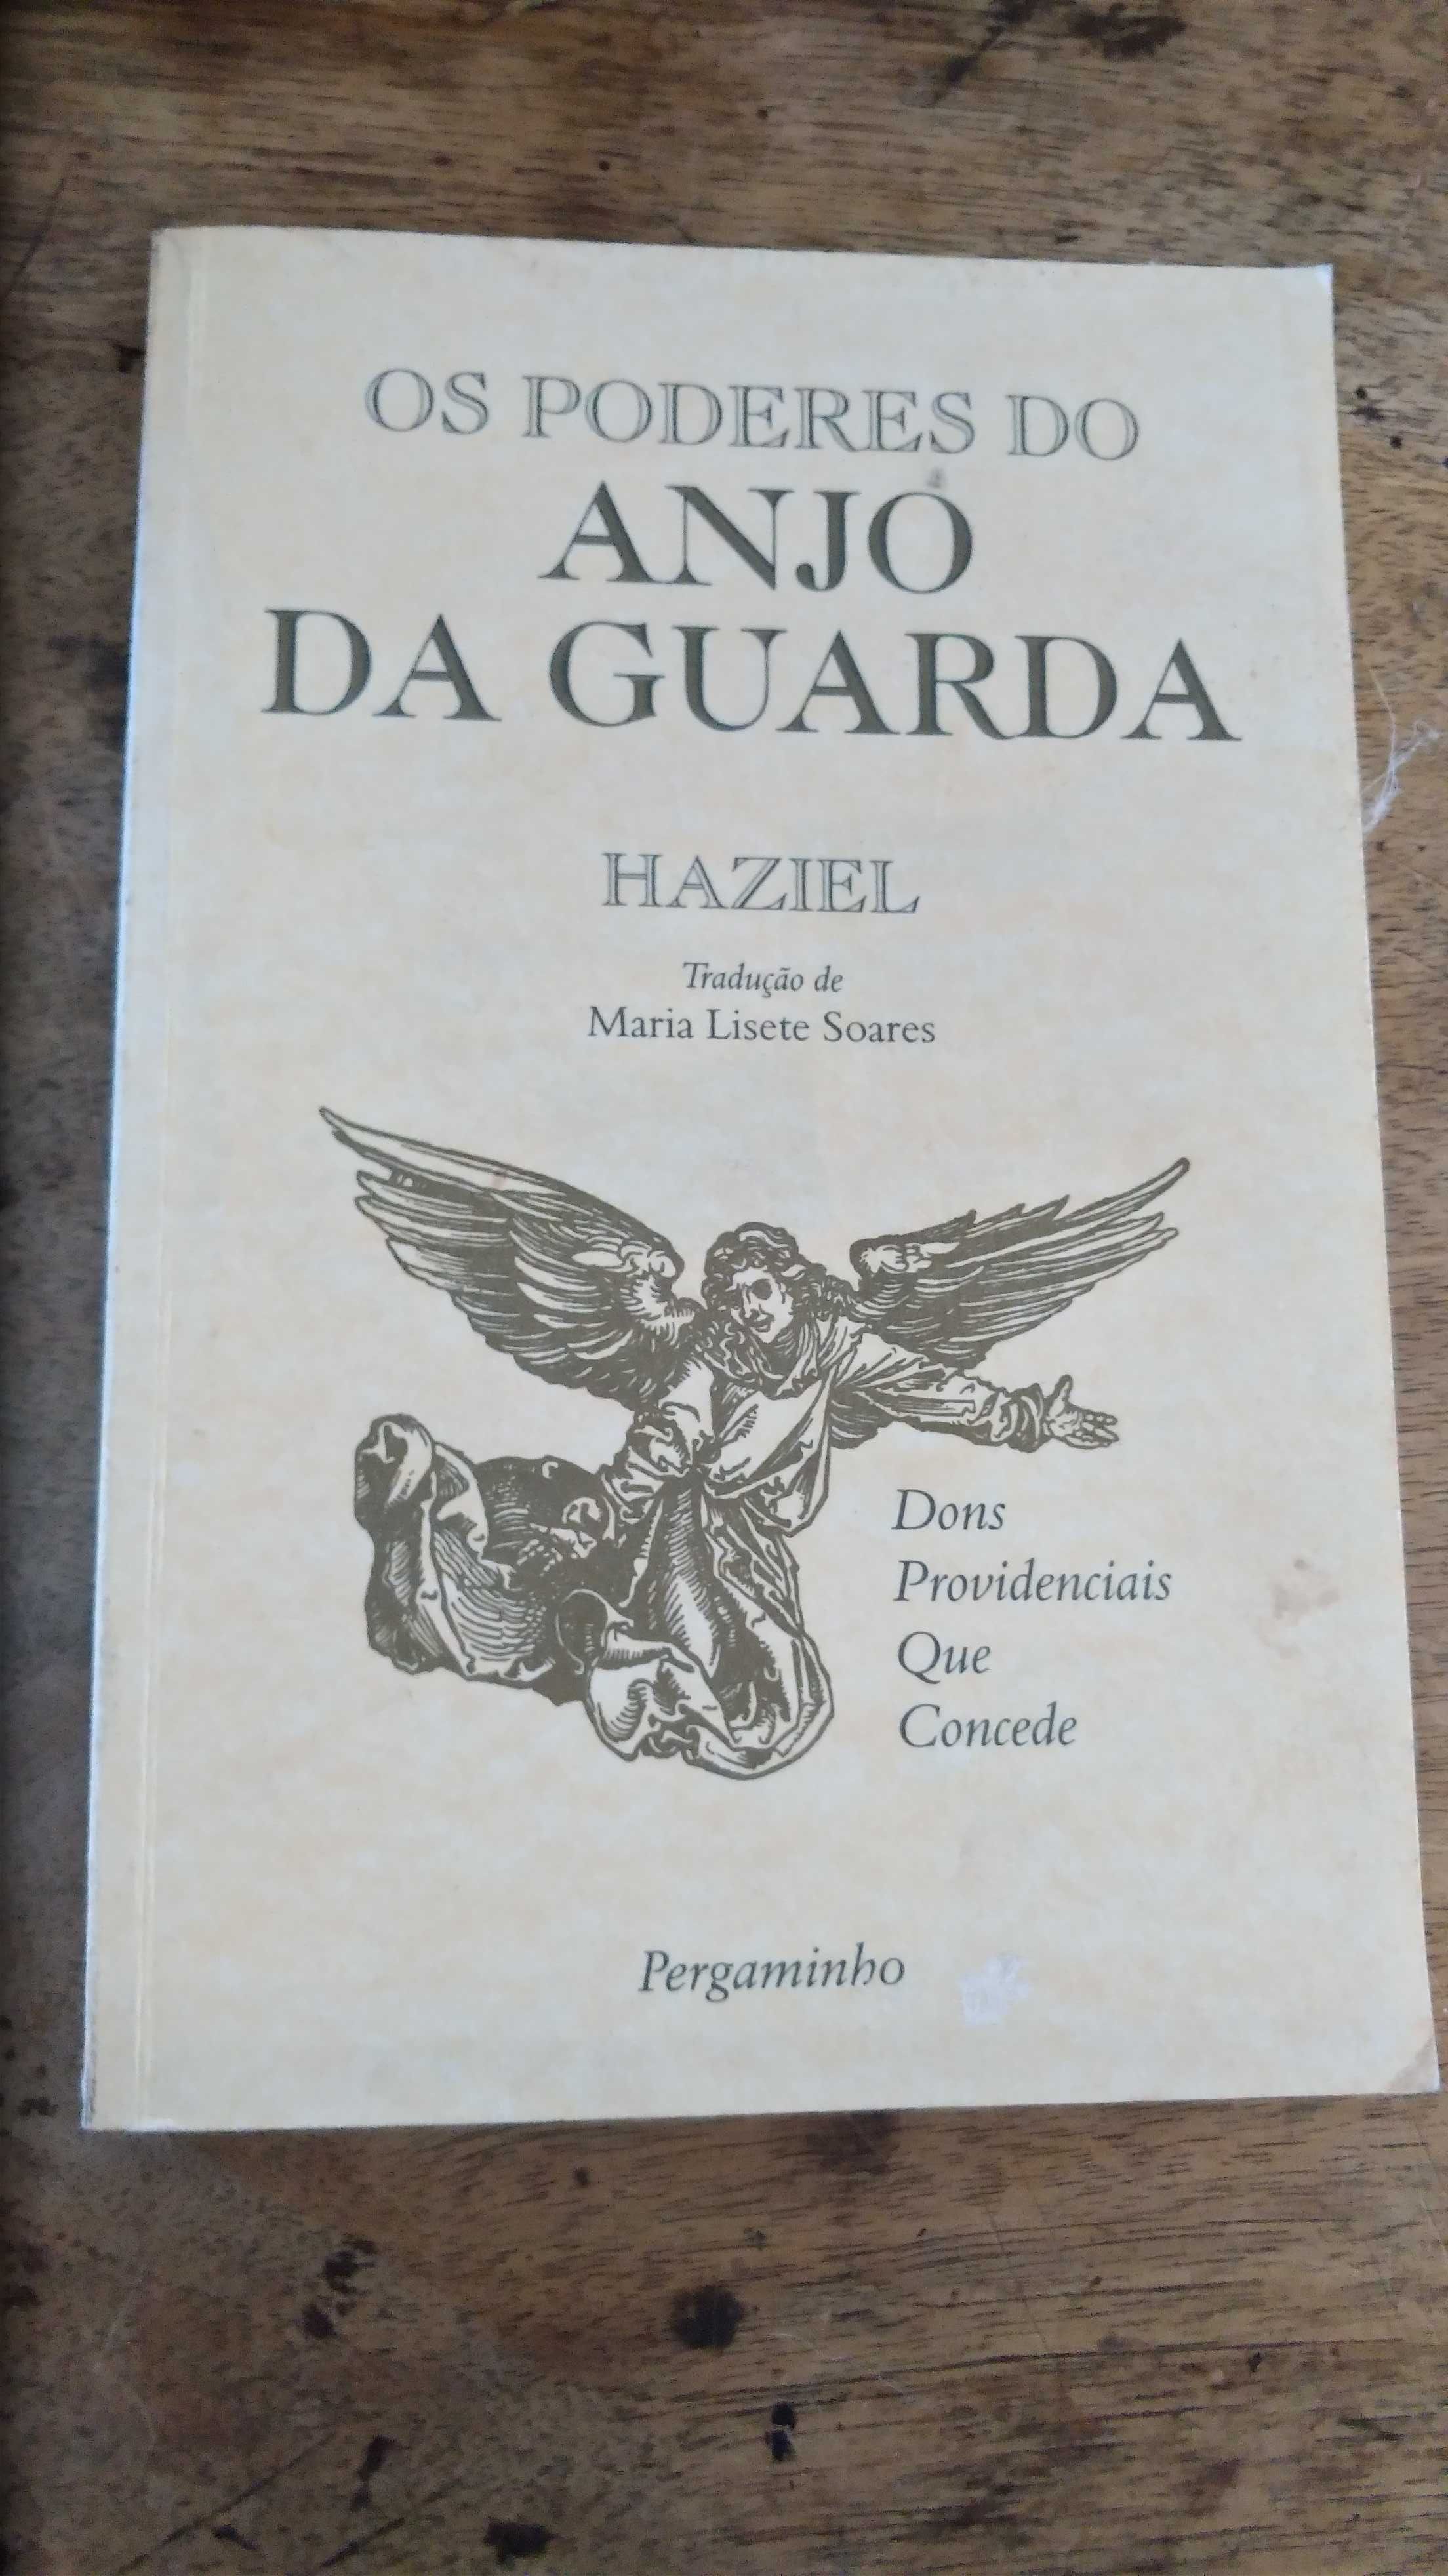 OS PODERES DO
ANJO
DA GUARDA
HAZIEL
Tradução de
Maria Lisete Soares
Dons
Providenciais
Que
Concede
Pergaminho